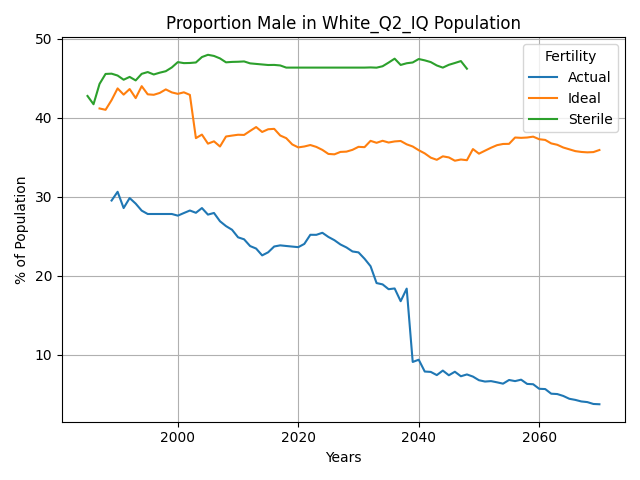 Proportion Male in White_Q2_IQ Population
% of Population
50
40
30
20
10
Fertility
Actual
Ideal
Sterile
2000
2020
2040
2060
Years